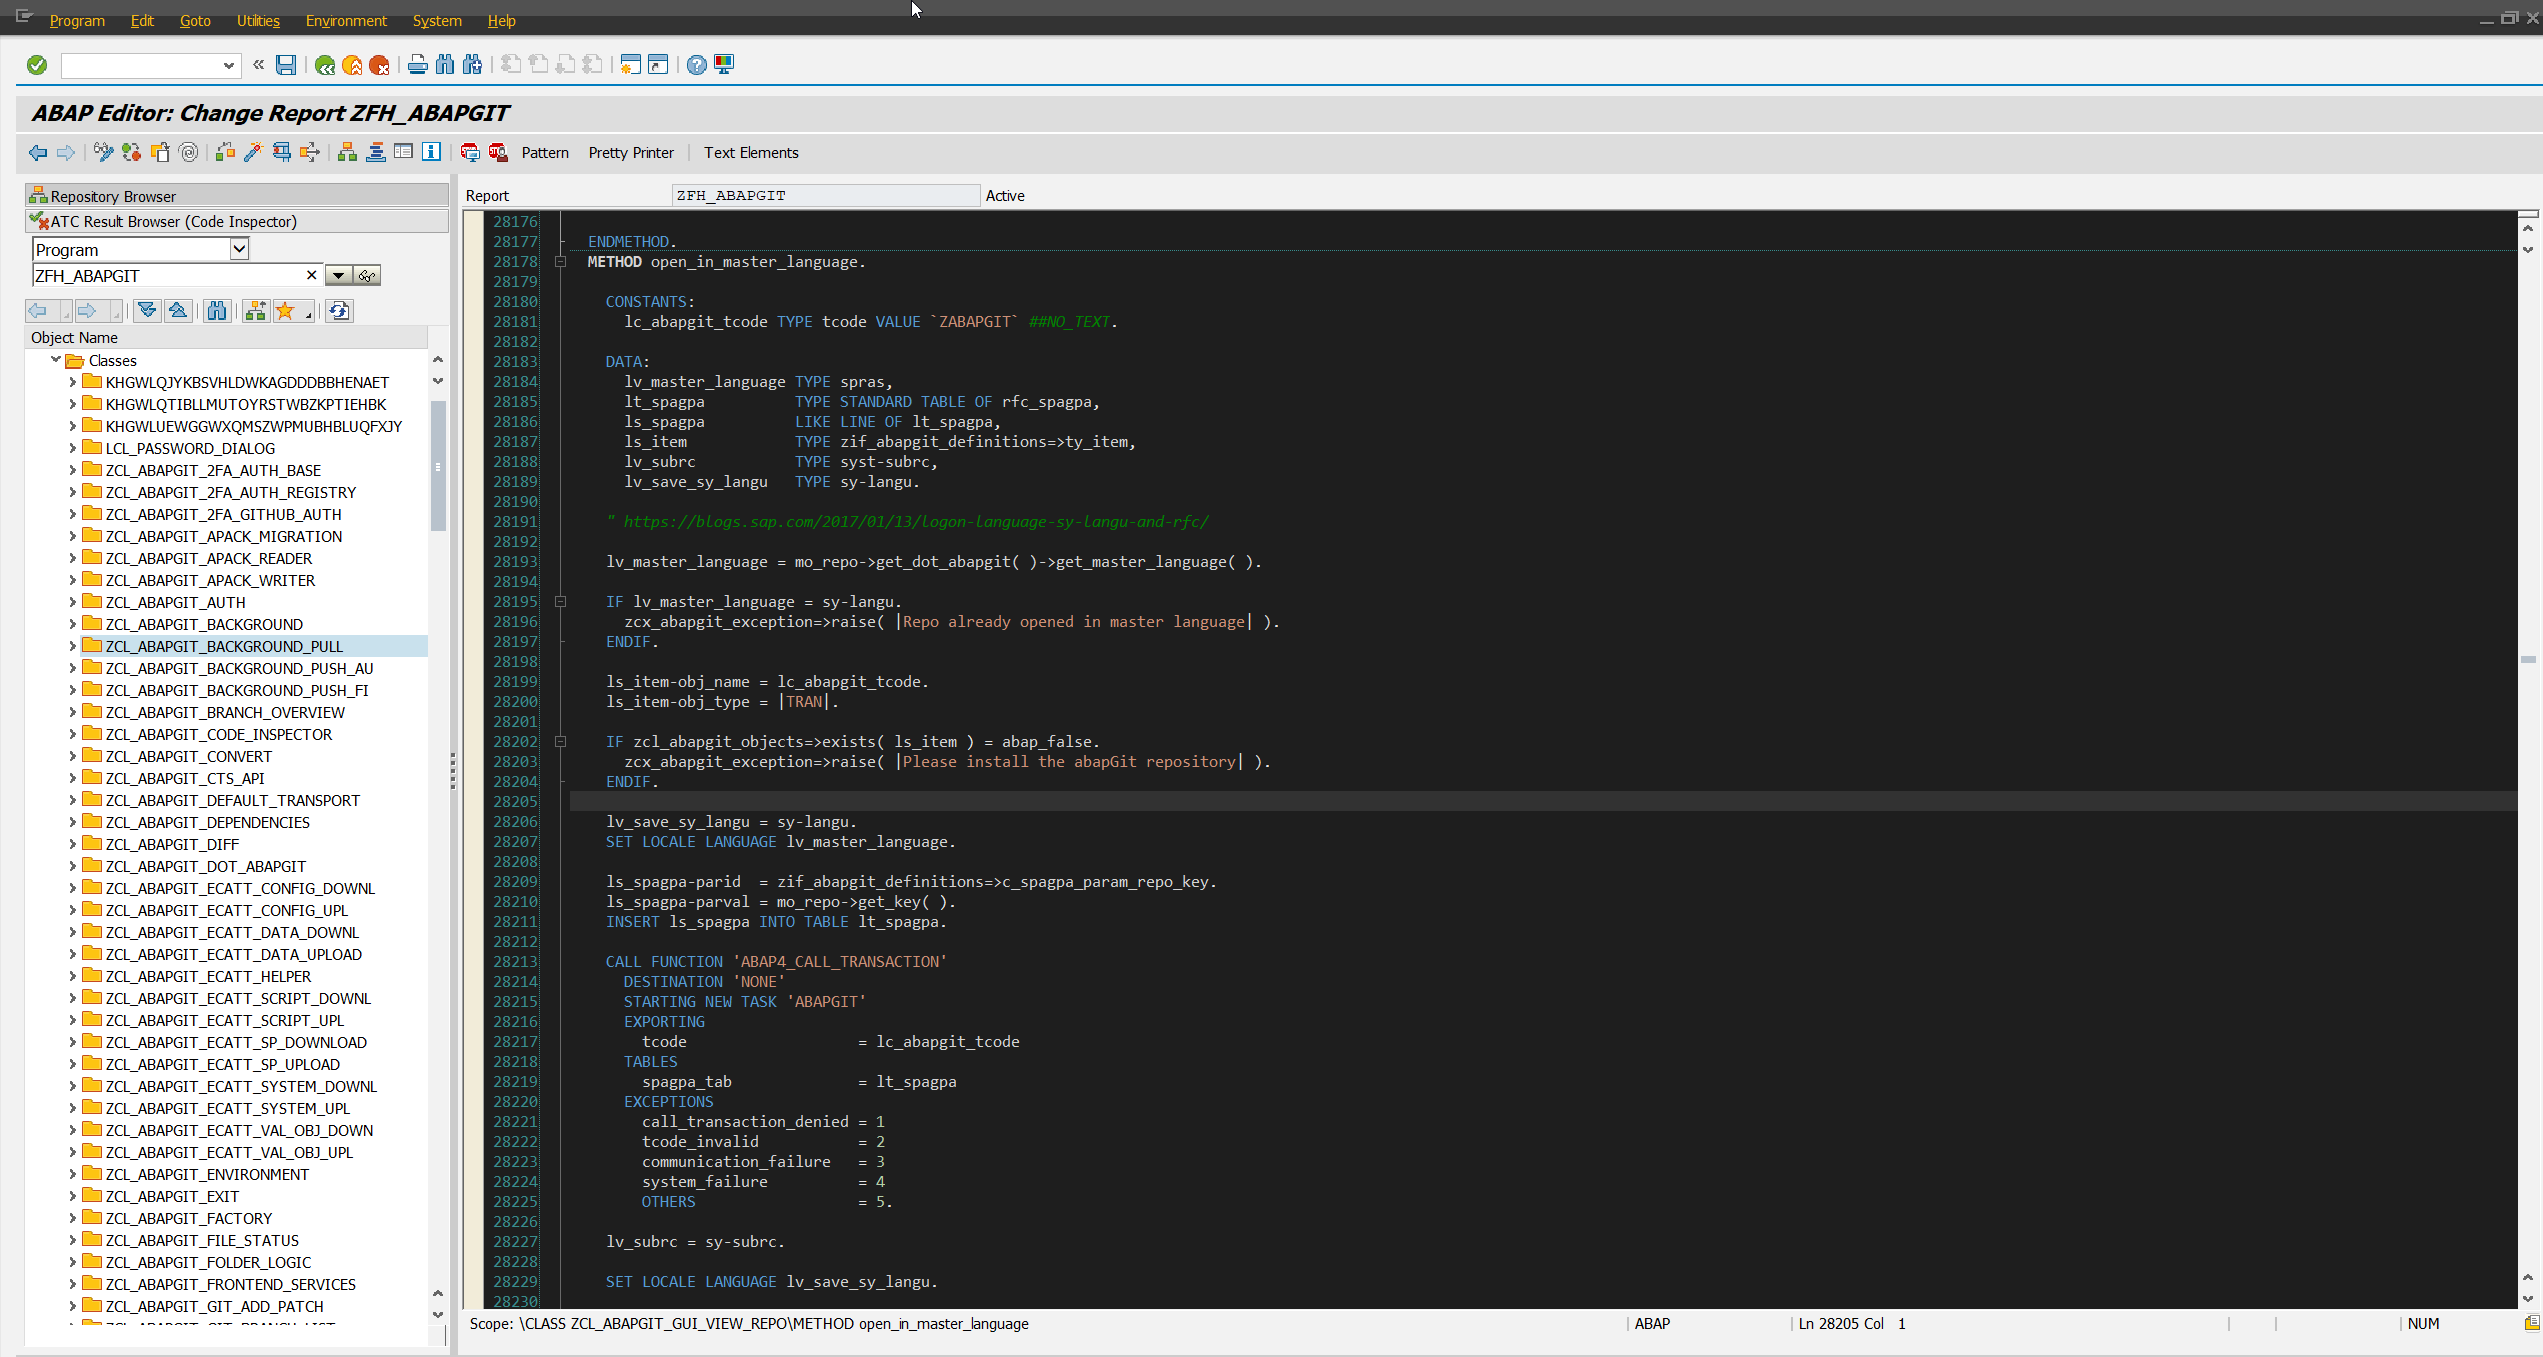 Program Edit Goto Utilities Environment System Help
ABAP Editor: Change Report ZFH_ABAPGIT
Pattern Pretty Printer Text Elements
Repository Browser
ATC Result Browser (Code Inspector)
Program
ZFH_ABAPGIT
Object Name
Classes
KHGWLQJYKBSVHLDWKAGDDDBBHENAET
KHGWLQTIBLLMUTOYRSTWBZKPTIEHBK
KHGWLUEWGGWXQMSZWPMUBHBLUQFXJY
LCL_PASSWORD_DIALOG
ZCL_ABAPGIT_2FA_AUTH_BASE
ZCL_ABAPGIT_2FA_AUTH_REGISTRY
ZCL_ABAPGIT_2FA_GITHUB_AUTH
ZCL_ABAPGIT_APACK_MIGRATION
ZCL_ABAPGIT_APACK_READER
ZCL_ABAPGIT_APACK_WRITER
ZCL_ABAPGIT_AUTH
ZCL_ABAPGIT_BACKGROUND
ZCL_ABAPGIT_BACKGROUND_PULL
ZCL_ABAPGIT_BACKGROUND_PUSH_AU
ZCL_ABAPGIT_BACKGROUND_PUSH_FI
ZCL_ABAPGIT_BRANCH_OVERVIEW
ZCL_ABAPGIT_CODE_INSPECTOR
ZCL_ABAPGIT_CONVERT
ZCL_ABAPGIT_CTS_API
ZCL_ABAPGIT_DEFAULT_TRANSPORT
ZCL_ABAPGIT_DEPENDENCIES
ZCL_ABAPGIT_DIFF
ZCL_ABAPGIT_DOT_ABAPGIT
ZCL_ABAPGIT_ECATT_CONFIG_DOWNL
ZCL_ABAPGIT_ECATT_CONFIG_UPL
ZCL_ABAPGIT_ECATT_DATA_DOWNL
ZCL_ABAPGIT_ECATT_DATA_UPLOAD
ZCL_ABAPGIT_ECATT_HELPER
ZCL_ABAPGIT_ECATT_SCRIPT_DOWNL
ZCL_ABAPGIT_ECATT_SCRIPT_UPL
ZCL_ABAPGIT_ECATT_SP_DOWNLOAD
ZCL_ABAPGIT_ECATT_SP_UPLOAD
ZCL_ABAPGIT_ECATT_SYSTEM_DOWNL
ZCL_ABAPGIT_ECATT_SYSTEM_UPL
ZCL_ABAPGIT_ECATT_VAL_OBJ_DOWN
ZCL_ABAPGIT_ECATT_VAL_OBJ_UPL
ZCL_ABAPGIT_ENVIRONMENT
ZCL_ABAPGIT_EXIT
ZCL_ABAPGIT_FACTORY
ZCL_ABAPGIT_FILE_STATUS
ZCL_ABAPGIT_FOLDER_LOGIC
ZCL_ABAPGIT_FRONTEND_SERVICES
ZCL_ABAPGIT_GIT_ADD_PATCH
Report ZFH_ABAPGIT Active
28176
28177 ENDMETHOD.
28178 METHOD open_in_master_language.
28179
28180 CONSTANTS:
28181 lc_abapgit_tcode TYPE tcode VALUE `ZABAPGIT` ##NO_TEXT.
28182
28183 DATA:
28184 lv_master_language TYPE spras,
28185 lt_spagpa TYPE STANDARD TABLE OF rfc_spagpa,
28186 ls_spagpa LIKE LINE OF lt_spagpa,
28187 ls_item TYPE zif_abapgit_definitions=>ty_item,
28188 lv_subrc TYPE syst-subrc,
28189 lv_save_sy_langu TYPE sy-langu.
28190
28191 " https://blogs.sap.com/2017/01/13/logon-language-sy-langu-and-rfc/
28192
28193 lv_master_language = mo_repo->get_dot_abapgit( )->get_master_language( ).
28194
28195 IF lv_master_language = sy-langu.
28196 zcx_abapgit_exception=>raise( |Repo already opened in master language| ).
28197 ENDIF.
28198
28199 ls_item-obj_name = lc_abapgit_tcode.
28200 ls_item-obj_type = |TRAN|.
28201
28202 IF zcl_abapgit_objects=>exists( ls_item ) = abap_false.
28203 zcx_abapgit_exception=>raise( |Please install the abapGit repository| ).
28204 ENDIF.
28205
28206 lv_save_sy_langu = sy-langu.
28207 SET LOCALE LANGUAGE lv_master_language.
28208
28209 ls_spagpa-parid = zif_abapgit_definitions=>c_spagpa_param_repo_key.
28210 ls_spagpa-parval = mo_repo->get_key( ).
28211 INSERT ls_spagpa INTO TABLE lt_spagpa.
28212
28213 CALL FUNCTION 'ABAP4_CALL_TRANSACTION'
28214 DESTINATION 'NONE'
28215 STARTING NEW TASK 'ABAPGIT'
28216 EXPORTING
28217 tcode = lc_abapgit_tcode
28218 TABLES
28219 spagpa_tab = lt_spagpa
28220 EXCEPTIONS
28221 call_transaction_denied = 1
28222 tcode_invalid = 2
28223 communication_failure = 3
28224 system_failure = 4
28225 OTHERS = 5.
28226
28227 lv_subrc = sy-subrc.
28228
28229 SET LOCALE LANGUAGE lv_save_sy_langu.
28230
Scope: \CLASS ZCL_ABAPGIT_GUI_VIEW_REPO\METHOD open_in_master_language ABAP Ln 28205 Col 1 NUM